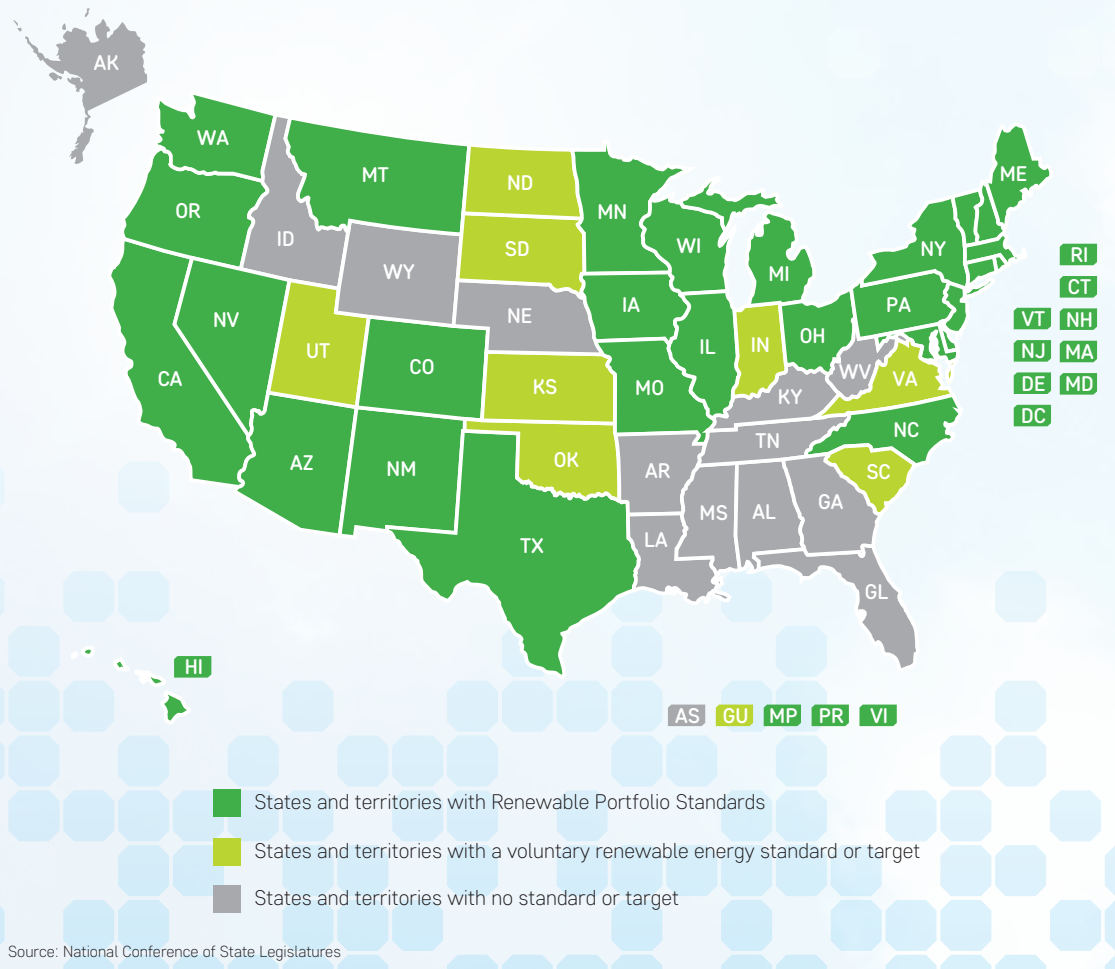 AK
WA
MT
ND
MN
ME
OR
ID
SD
WI
NY
MI
WY
RI
CT
NE
IA
PA
VT
NH
NV
IL
IN
OH
UT
CO
NJ
MA
CA
KS
MO
WV
VA
DE
MD
KY
DC
NC
TN
AZ
NM
OK
AR
SC
MS
AL
GA
TX
LA
GL
HI
AS
GU
MP
PR
VI
States and territories with Renewable Portfolio Standards
States and territories with a voluntary renewable energy standard or target
States and territories with no standard or target
Source: National Conference of State Legislatures